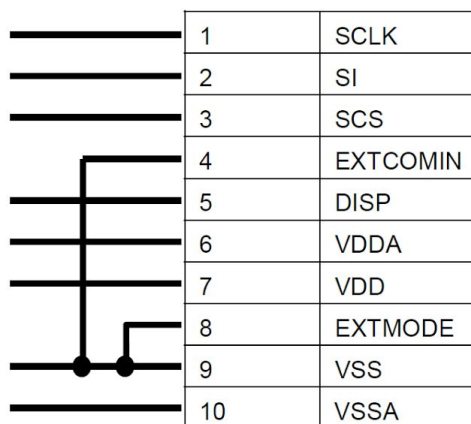 1 SCLK
2 SI
3 SCS
4 EXTCOMIN
5 DISP
6 VDDA
7 VDD
8 EXTMODE
9 VSS
10 VSSA